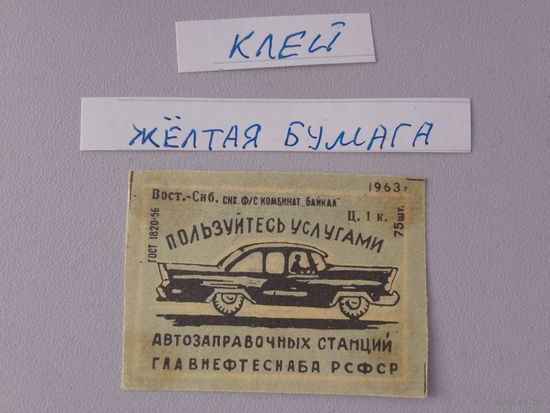 КЛЕЙ
ЖЁЛТАЯ БУМАГА
1963 г.
Вост.-Сиб. СНХ Ф/С КОМБИНАТ „БАЙКАЛ"
Ц. 1 к.
ГОСТ 1820-56
75 шт.
ПОЛЬЗУЙТЕСЬ УСЛУГАМИ
АВТОЗАПРАВОЧНЫХ СТАНЦИЙ
ГЛАВНЕФТЕСНАБА РСФСР